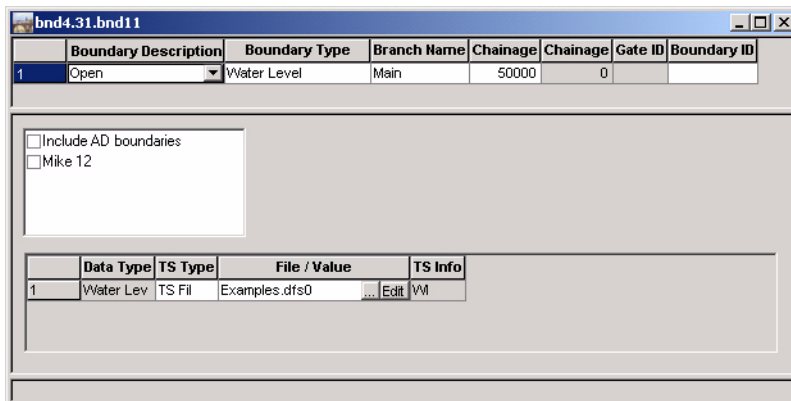 bnd4.31.bnd11
Boundary Description Boundary Type Branch Name Chainage Chainage Gate ID Boundary ID
1 Open Water Level Main 50000 0
Include AD boundaries
Mike 12
Data Type TS Type File / Value TS Info
1 Water Lev TS Fil Examples.dfs0 ... Edit Wl